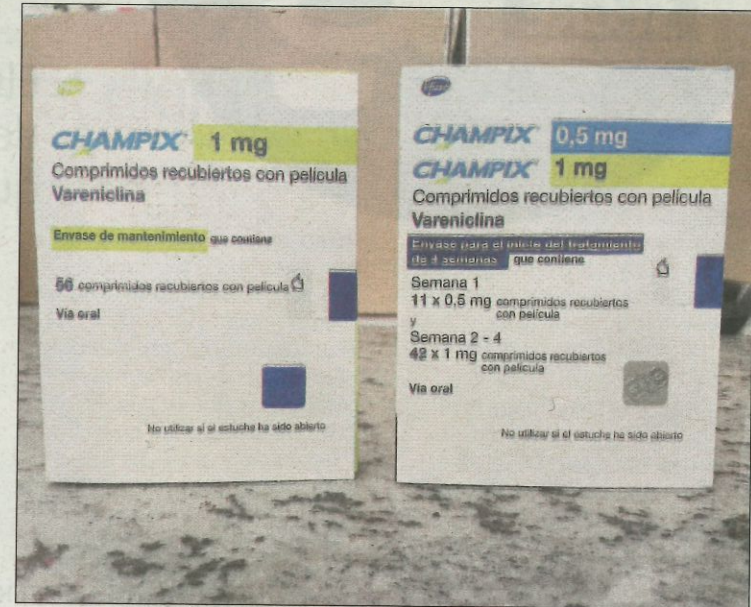 Pfizer
CHAMPIX 1 mg
Comprimidos recubiertos con película
Vareniclina
Envase de mantenimiento que contiene
56 comprimidos recubiertos con película
Vía oral
No utilizar si el estuche ha sido abierto
Pfizer
CHAMPIX 0,5 mg
CHAMPIX 1 mg
Comprimidos recubiertos con película
Vareniclina
Envase para el inicio del tratamiento
de 4 semanas que contiene
Semana 1
11 x 0,5 mg comprimidos recubiertos
con película
y
Semana 2 - 4
42 x 1 mg comprimidos recubiertos
con película
Vía oral
No utilizar si el estuche ha sido abierto